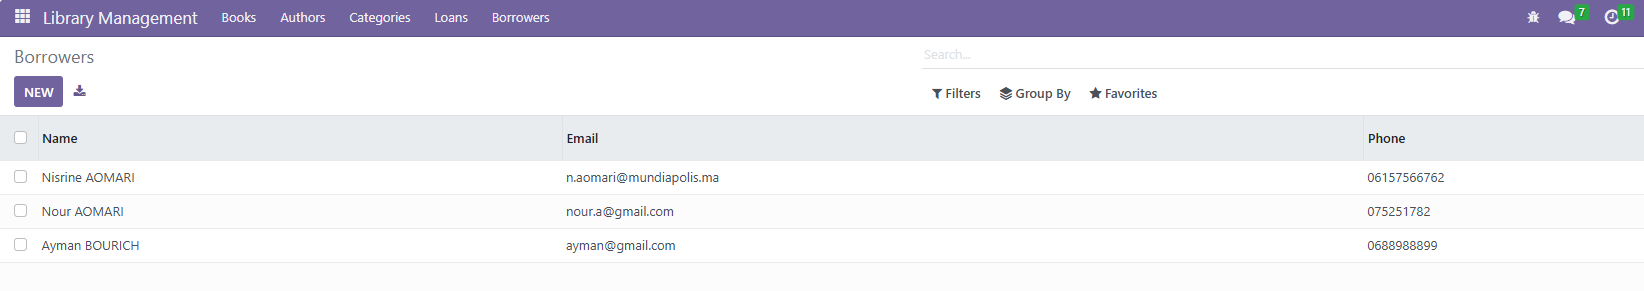 Library Management Books Authors Categories Loans Borrowers 7 11
Borrowers Search...
NEW Filters Group By Favorites
Name Email Phone
Nisrine AOMARI n.aomari@mundiapolis.ma 06157566762
Nour AOMARI nour.a@gmail.com 075251782
Ayman BOURICH ayman@gmail.com 0688988899